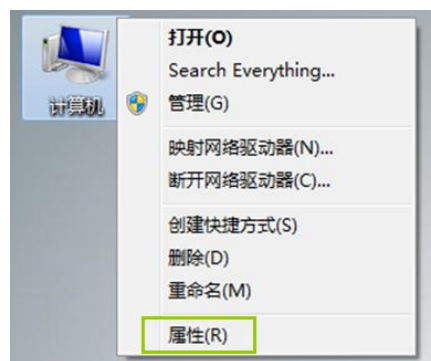 计算机
打开(O)
Search Everything...
管理(G)
映射网络驱动器(N)...
断开网络驱动器(C)...
创建快捷方式(S)
删除(D)
重命名(M)
属性(R)